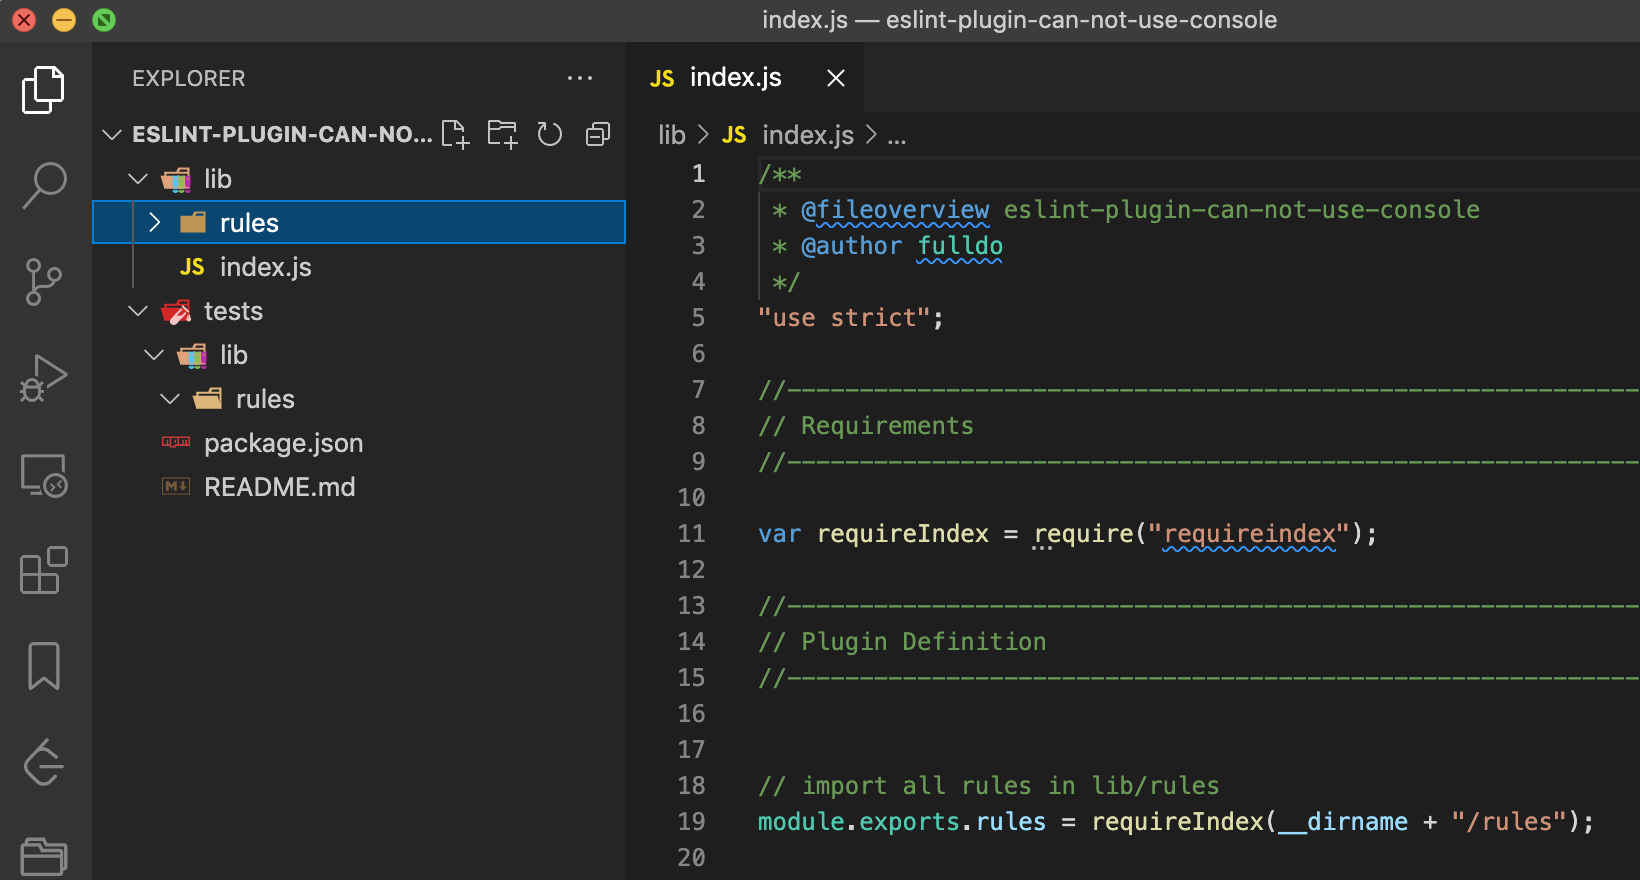 index.js — eslint-plugin-can-not-use-console
EXPLORER
ESLINT-PLUGIN-CAN-NO...
lib
rules
JS index.js
tests
lib
rules
package.json
README.md
JS index.js
lib > JS index.js > ...
1 /**
2  * @fileoverview eslint-plugin-can-not-use-console
3  * @author fulldo
4  */
5 "use strict";
6
7 //------------------------------------------------------------
8 // Requirements
9 //------------------------------------------------------------
10
11 var requireIndex = require("requireindex");
12
13 //------------------------------------------------------------
14 // Plugin Definition
15 //------------------------------------------------------------
16
17
18 // import all rules in lib/rules
19 module.exports.rules = requireIndex(__dirname + "/rules");
20